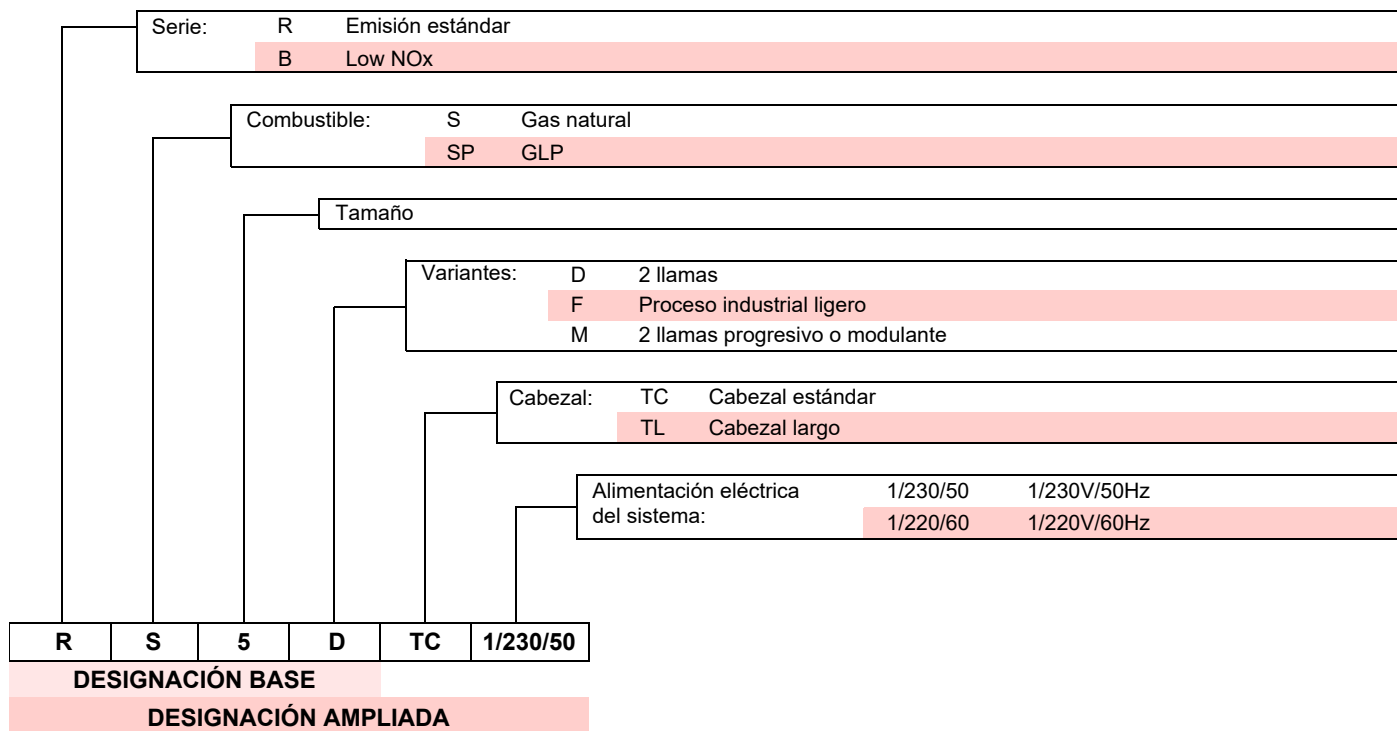 Serie: R Emisión estándar
B Low NOx
Combustible: S Gas natural
SP GLP
Tamaño
Variantes: D 2 llamas
F Proceso industrial ligero
M 2 llamas progresivo o modulante
Cabezal: TC Cabezal estándar
TL Cabezal largo
Alimentación eléctrica 1/230/50 1/230V/50Hz
del sistema: 1/220/60 1/220V/60Hz
R S 5 D TC 1/230/50
DESIGNACIÓN BASE
DESIGNACIÓN AMPLIADA